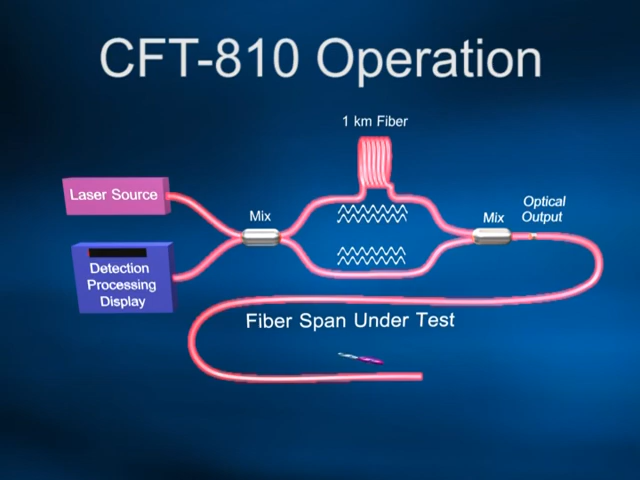 CFT-810 Operation
1 km Fiber
Laser Source
Mix
Mix
Optical
Output
Detection
Processing
Display
Fiber Span Under Test